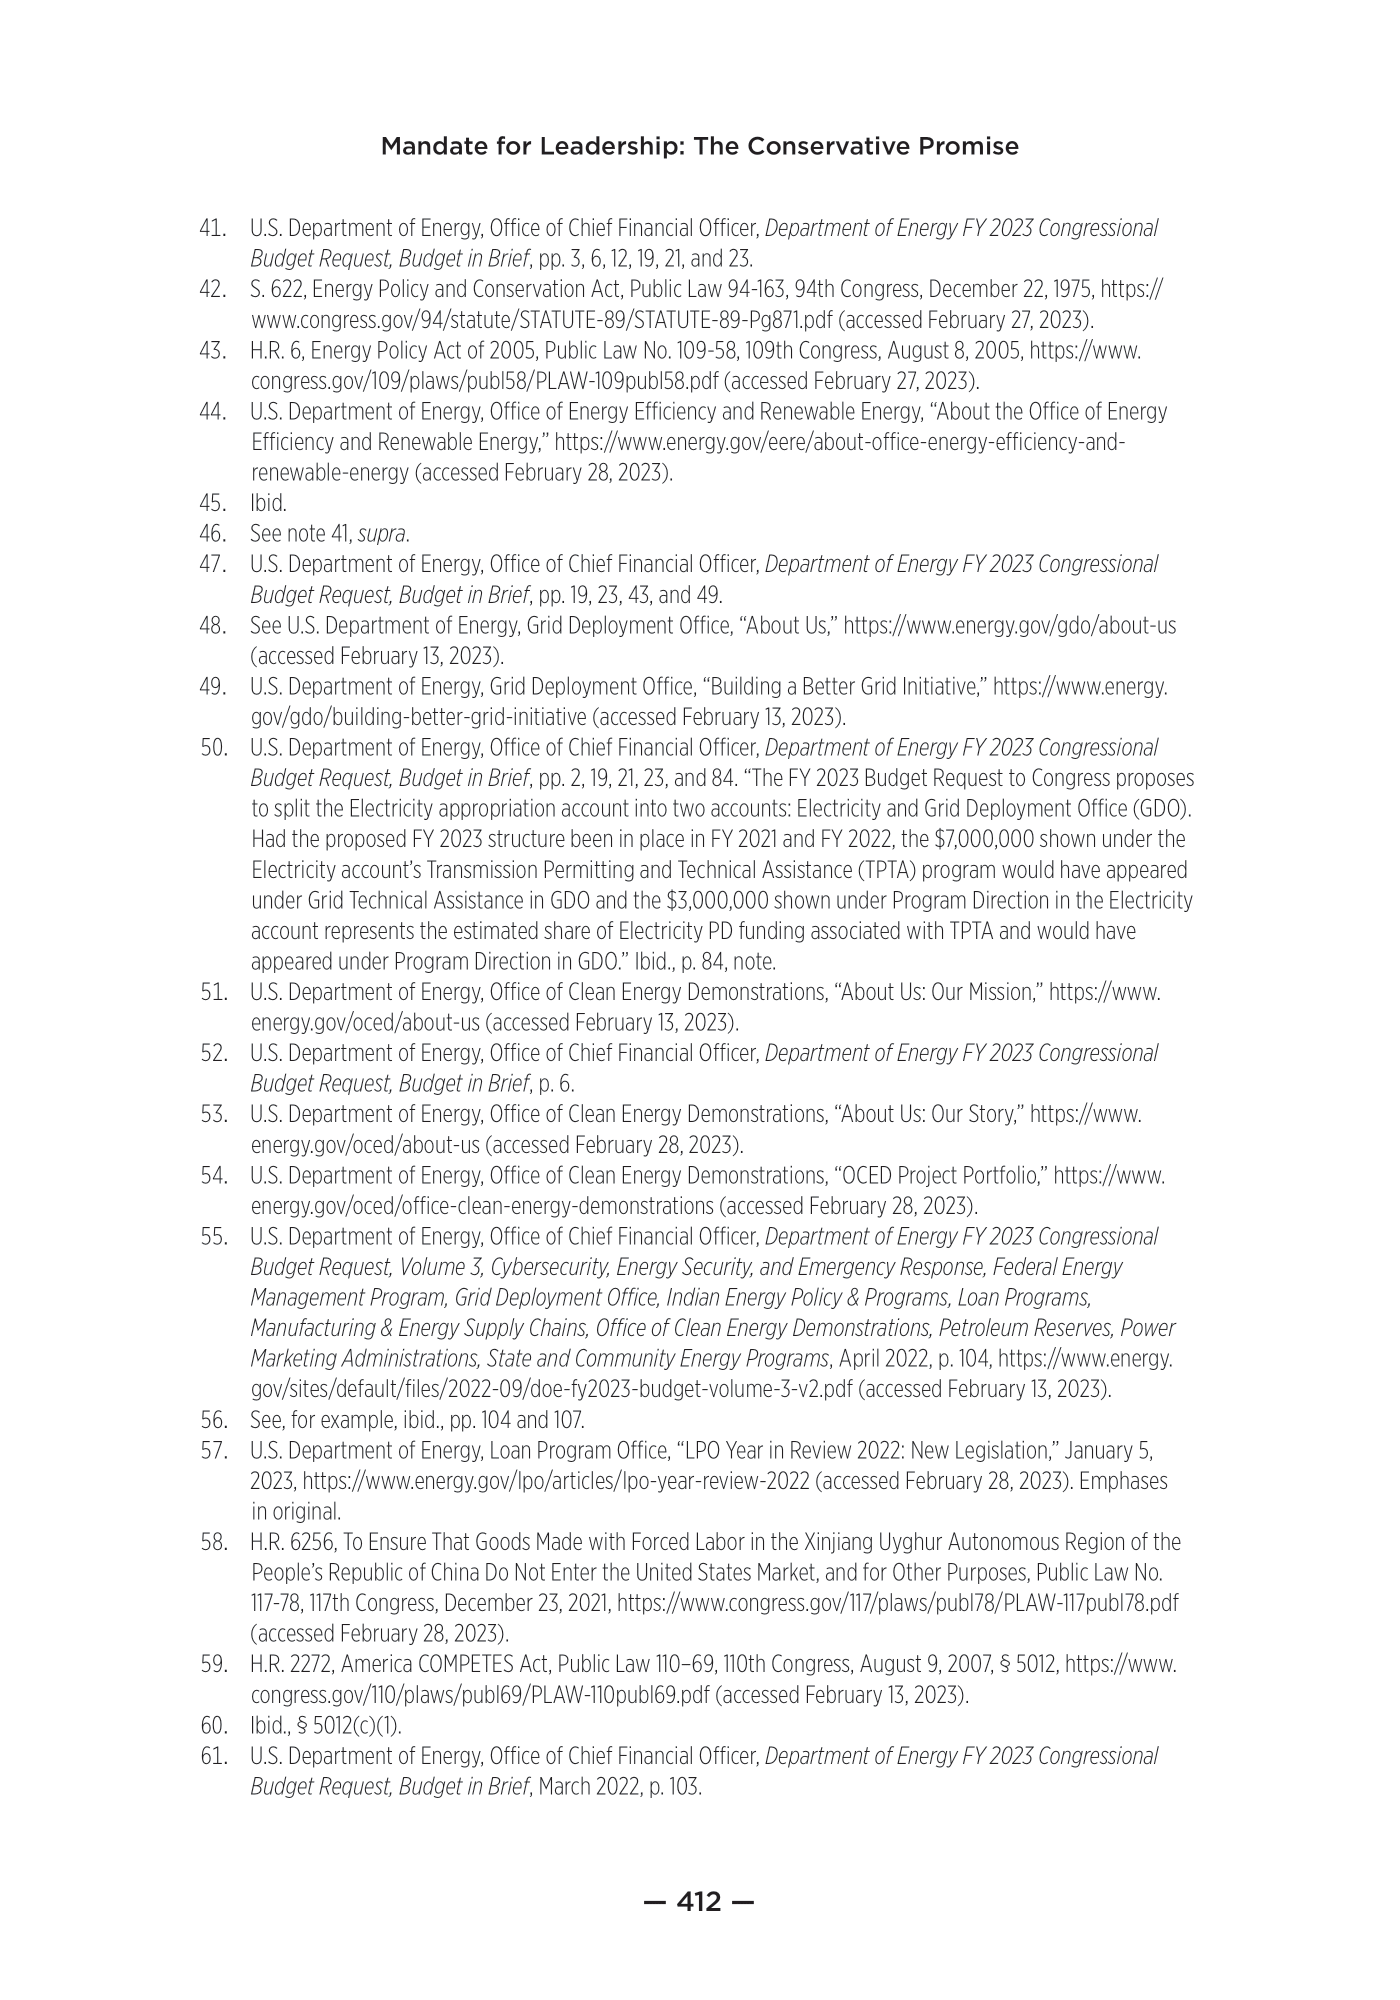 Mandate for Leadership: The Conservative Promise
41. U.S. Department of Energy, Office of Chief Financial Officer, Department of Energy FY 2023 Congressional
Budget Request, Budget in Brief, pp. 3, 6, 12, 19, 21, and 23.
42. S. 622, Energy Policy and Conservation Act, Public Law 94-163, 94th Congress, December 22, 1975, https://
www.congress.gov/94/statute/STATUTE-89/STATUTE-89-Pg871.pdf (accessed February 27, 2023).
43. H.R. 6, Energy Policy Act of 2005, Public Law No. 109-58, 109th Congress, August 8, 2005, https://www.
congress.gov/109/plaws/publ58/PLAW-109publ58.pdf (accessed February 27, 2023).
44. U.S. Department of Energy, Office of Energy Efficiency and Renewable Energy, “About the Office of Energy
Efficiency and Renewable Energy,” https://www.energy.gov/eere/about-office-energy-efficiency-and-
renewable-energy (accessed February 28, 2023).
45. Ibid.
46. See note 41, supra.
47. U.S. Department of Energy, Office of Chief Financial Officer, Department of Energy FY 2023 Congressional
Budget Request, Budget in Brief, pp. 19, 23, 43, and 49.
48. See U.S. Department of Energy, Grid Deployment Office, “About Us,” https://www.energy.gov/gdo/about-us
(accessed February 13, 2023).
49. U.S. Department of Energy, Grid Deployment Office, “Building a Better Grid Initiative,” https://www.energy.
gov/gdo/building-better-grid-initiative (accessed February 13, 2023).
50. U.S. Department of Energy, Office of Chief Financial Officer, Department of Energy FY 2023 Congressional
Budget Request, Budget in Brief, pp. 2, 19, 21, 23, and 84. “The FY 2023 Budget Request to Congress proposes
to split the Electricity appropriation account into two accounts: Electricity and Grid Deployment Office (GDO).
Had the proposed FY 2023 structure been in place in FY 2021 and FY 2022, the $7,000,000 shown under the
Electricity account’s Transmission Permitting and Technical Assistance (TPTA) program would have appeared
under Grid Technical Assistance in GDO and the $3,000,000 shown under Program Direction in the Electricity
account represents the estimated share of Electricity PD funding associated with TPTA and would have
appeared under Program Direction in GDO.” Ibid., p. 84, note.
51. U.S. Department of Energy, Office of Clean Energy Demonstrations, “About Us: Our Mission,” https://www.
energy.gov/oced/about-us (accessed February 13, 2023).
52. U.S. Department of Energy, Office of Chief Financial Officer, Department of Energy FY 2023 Congressional
Budget Request, Budget in Brief, p. 6.
53. U.S. Department of Energy, Office of Clean Energy Demonstrations, “About Us: Our Story,” https://www.
energy.gov/oced/about-us (accessed February 28, 2023).
54. U.S. Department of Energy, Office of Clean Energy Demonstrations, “OCED Project Portfolio,” https://www.
energy.gov/oced/office-clean-energy-demonstrations (accessed February 28, 2023).
55. U.S. Department of Energy, Office of Chief Financial Officer, Department of Energy FY 2023 Congressional
Budget Request, Volume 3, Cybersecurity, Energy Security, and Emergency Response, Federal Energy
Management Program, Grid Deployment Office, Indian Energy Policy & Programs, Loan Programs,
Manufacturing & Energy Supply Chains, Office of Clean Energy Demonstrations, Petroleum Reserves, Power
Marketing Administrations, State and Community Energy Programs, April 2022, p. 104, https://www.energy.
gov/sites/default/files/2022-09/doe-fy2023-budget-volume-3-v2.pdf (accessed February 13, 2023).
56. See, for example, ibid., pp. 104 and 107.
57. U.S. Department of Energy, Loan Program Office, “LPO Year in Review 2022: New Legislation,” January 5,
2023, https://www.energy.gov/lpo/articles/lpo-year-review-2022 (accessed February 28, 2023). Emphases
in original.
58. H.R. 6256, To Ensure That Goods Made with Forced Labor in the Xinjiang Uyghur Autonomous Region of the
People’s Republic of China Do Not Enter the United States Market, and for Other Purposes, Public Law No.
117-78, 117th Congress, December 23, 2021, https://www.congress.gov/117/plaws/publ78/PLAW-117publ78.pdf
(accessed February 28, 2023).
59. H.R. 2272, America COMPETES Act, Public Law 110–69, 110th Congress, August 9, 2007, § 5012, https://www.
congress.gov/110/plaws/publ69/PLAW-110publ69.pdf (accessed February 13, 2023).
60. Ibid., § 5012(c)(1).
61. U.S. Department of Energy, Office of Chief Financial Officer, Department of Energy FY 2023 Congressional
Budget Request, Budget in Brief, March 2022, p. 103.
— 412 —